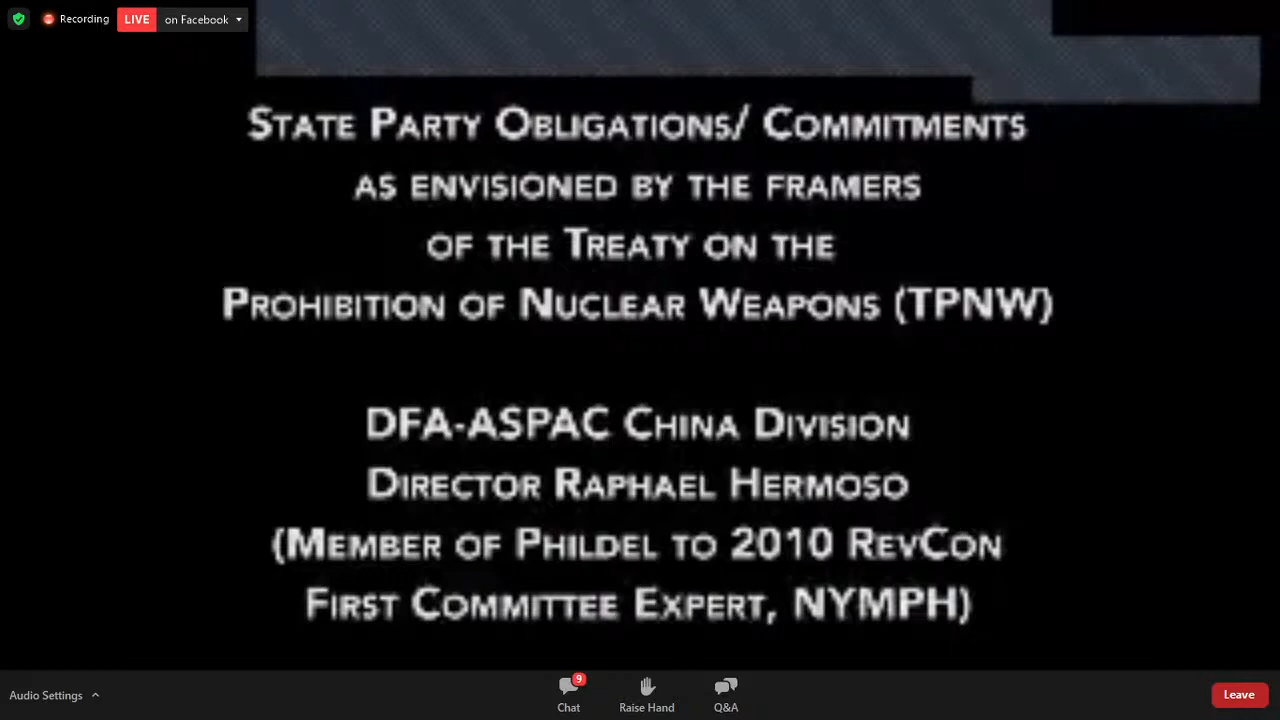 Recording
LIVE on Facebook
State Party Obligations/ Commitments
as envisioned by the framers
of the Treaty on the
Prohibition of Nuclear Weapons (TPNW)
DFA-ASPAC China Division
Director Raphael Hermoso
(Member of Phildel to 2010 RevCon
First Committee Expert, NYMPH)
Audio Settings
9
Chat
Raise Hand
Q&A
Leave